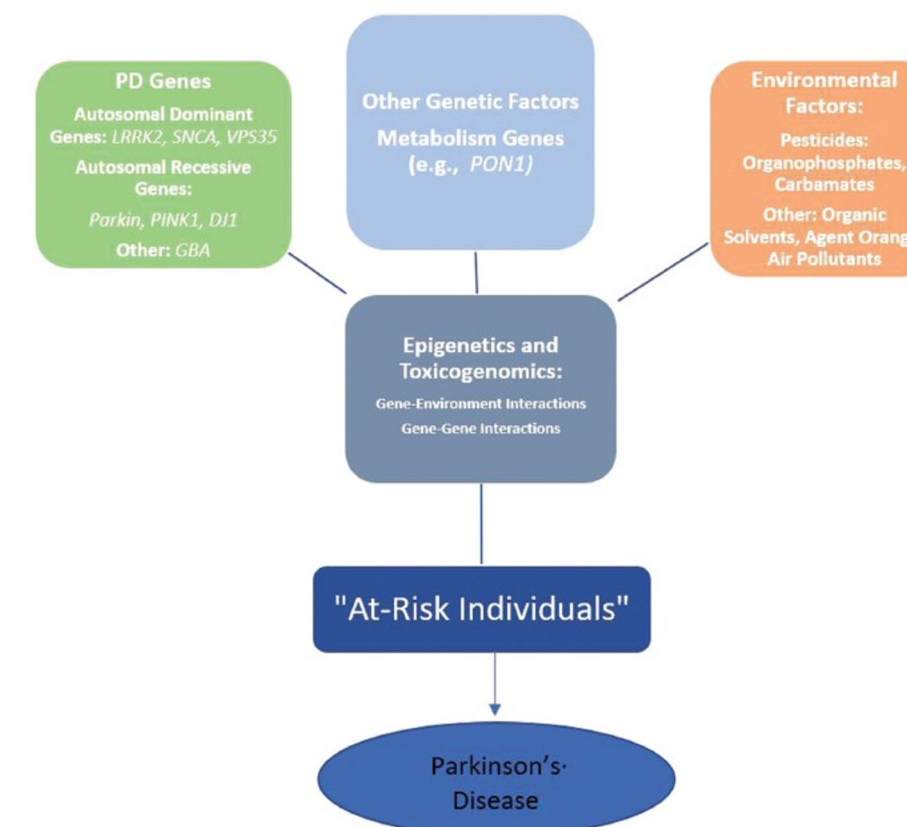 PD Genes
Autosomal Dominant
Genes: LRRK2, SNCA, VPS35
Autosomal Recessive
Genes:
Parkin, PINK1, DJ1
Other: GBA
Other Genetic Factors
Metabolism Genes
(e.g., PON1)
Environmental
Factors:
Pesticides:
Organophosphates,
Carbamates
Other: Organic
Solvents, Agent Orang
Air Pollutants
Epigenetics and
Toxicogenomics:
Gene-Environment Interactions
Gene-Gene Interactions
"At-Risk Individuals"
Parkinson's·
Disease